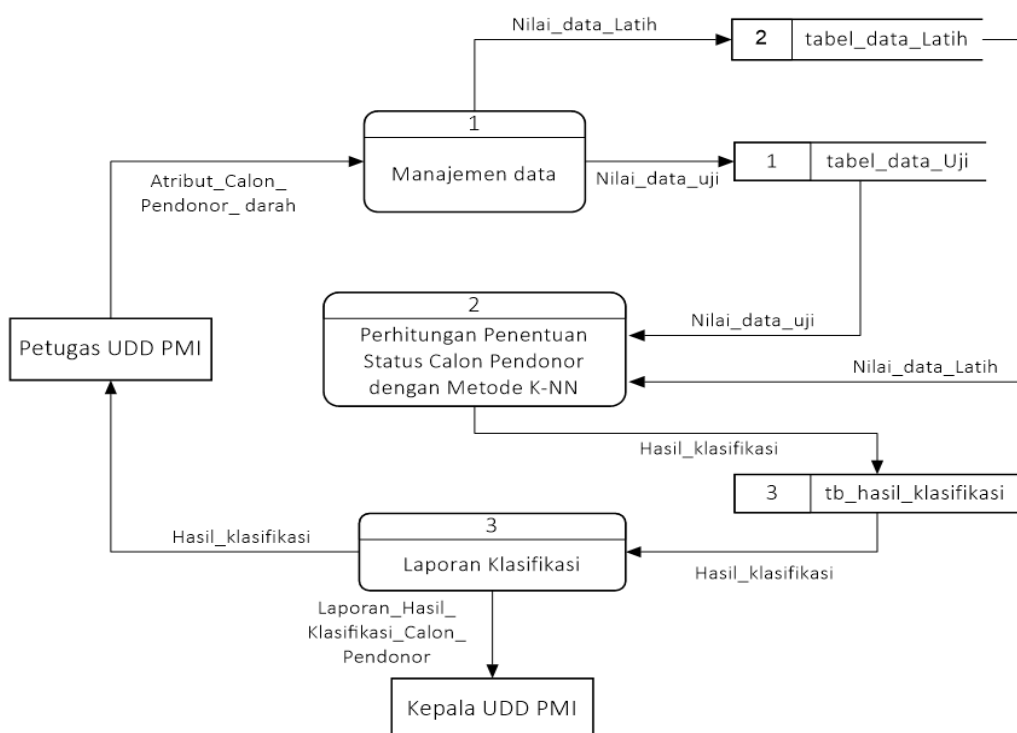 Nilai_data_Latih
2 tabel_data_Latih
1
Manajemen data
Atribut_Calon_
Pendonor_ darah
Nilai_data_uji
1 tabel_data_Uji
2
Perhitungan Penentuan
Status Calon Pendonor
dengan Metode K-NN
Nilai_data_uji
Petugas UDD PMI
Nilai_data_Latih
Hasil_klasifikasi
3 tb_hasil_klasifikasi
3
Laporan Klasifikasi
Hasil_klasifikasi
Hasil_klasifikasi
Laporan_Hasil_
Klasifikasi_Calon_
Pendonor
Kepala UDD PMI